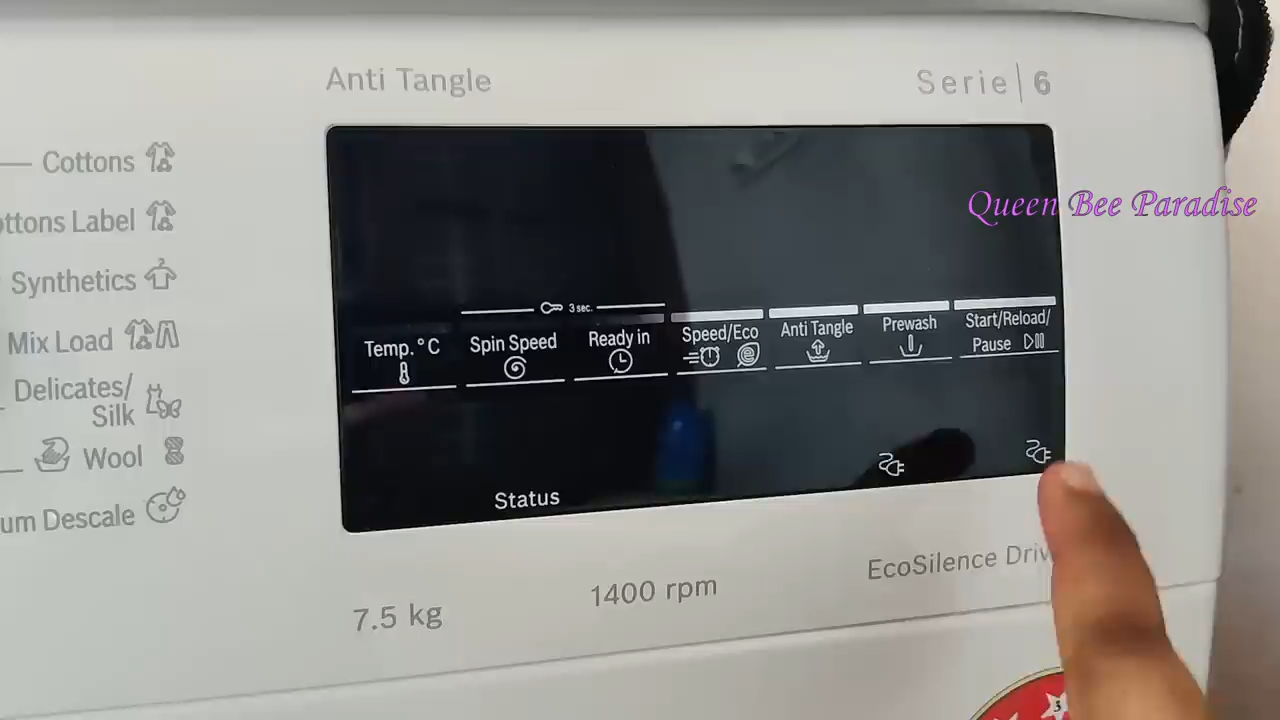 Anti Tangle
Serie | 6
Queen Bee Paradise
Cottons
ottons Label
Synthetics
Mix Load
Delicates/
Silk
Wool
um Descale
3 sec.
Temp. °C
Spin Speed
Ready in
Speed/Eco
Anti Tangle
Prewash
Start/Reload/
Pause
Status
7.5 kg
1400 rpm
EcoSilence Driv
3